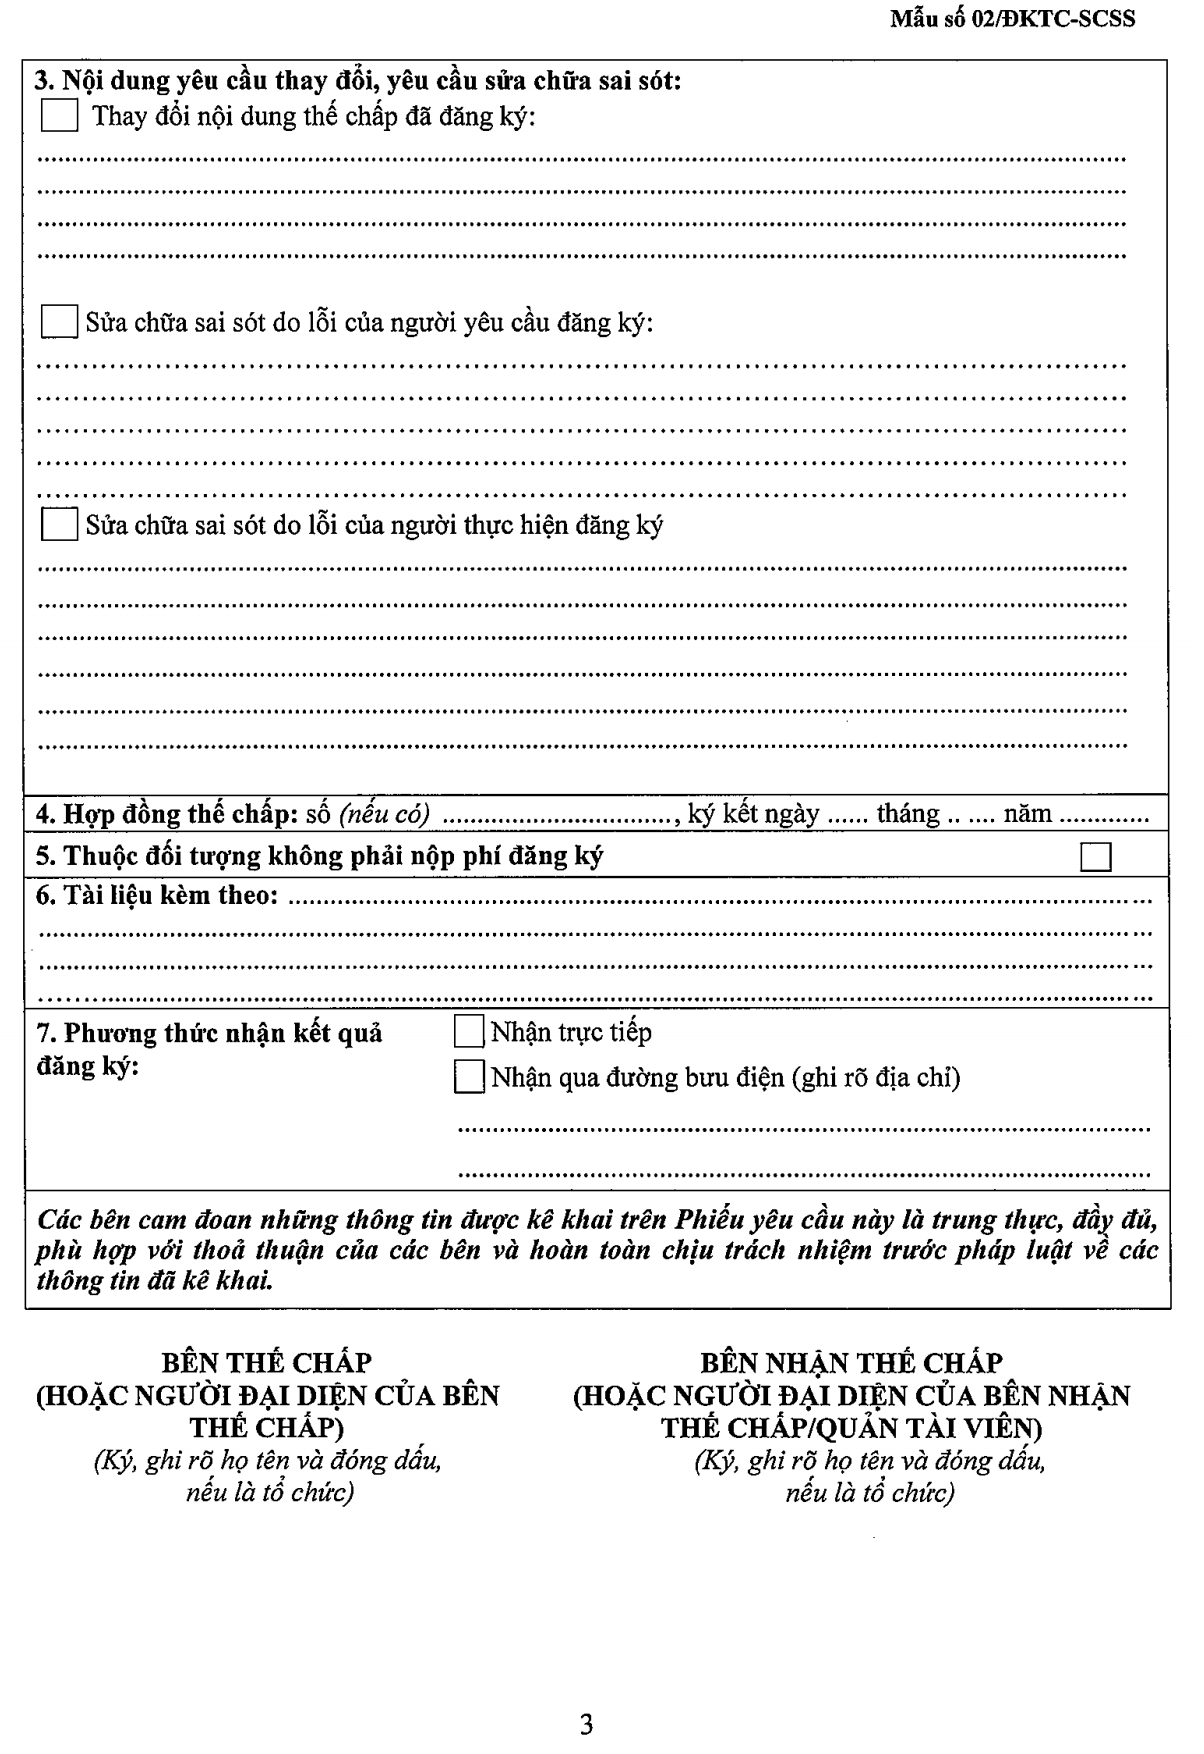 Mẫu số 02/ĐKTC-SCSS
3. Nội dung yêu cầu thay đổi, yêu cầu sửa chữa sai sót:
Thay đổi nội dung thế chấp đã đăng ký:
Sửa chữa sai sót do lỗi của người yêu cầu đăng ký:
Sửa chữa sai sót do lỗi của người thực hiện đăng ký
4. Hợp đồng thế chấp: số (nếu có) ................................., ký kết ngày ...... tháng .. .... năm .............
5. Thuộc đối tượng không phải nộp phí đăng ký
6. Tài liệu kèm theo: ................................................
7. Phương thức nhận kết quả
đăng ký:
Nhận trực tiếp
Nhận qua đường bưu điện (ghi rõ địa chỉ)
Các bên cam đoan những thông tin được kê khai trên Phiếu yêu cầu này là trung thực, đầy đủ,
phù hợp với thoả thuận của các bên và hoàn toàn chịu trách nhiệm trước pháp luật về các
thông tin đã kê khai.
BÊN THẾ CHẤP
(HOẶC NGƯỜI ĐẠI DIỆN CỦA BÊN
THẾ CHẤP)
(Ký, ghi rõ họ tên và đóng dấu,
nếu là tổ chức)
BÊN NHẬN THẾ CHẤP
(HOẶC NGƯỜI ĐẠI DIỆN CỦA BÊN NHẬN
THẾ CHẤP/QUẢN TÀI VIÊN)
(Ký, ghi rõ họ tên và đóng dấu,
nếu là tổ chức)
3